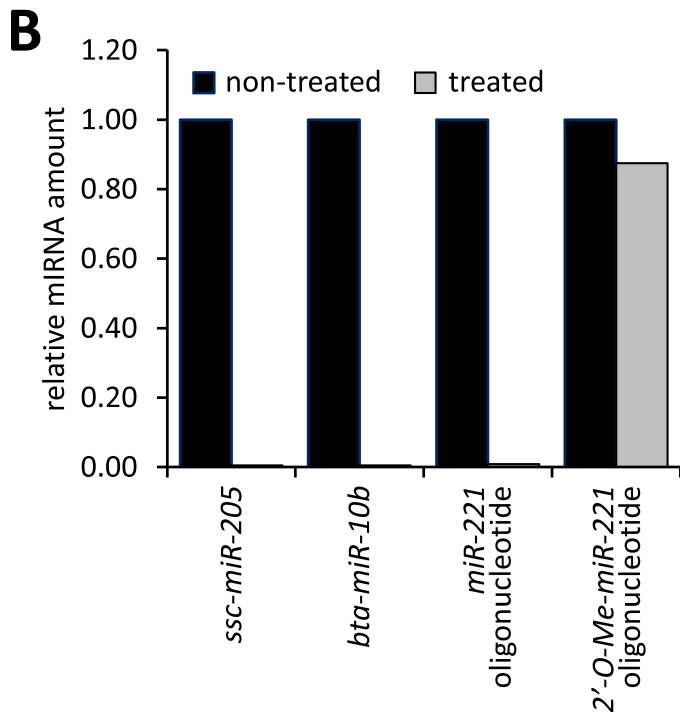 B
1.20
non-treated
treated
1.00
0.80
0.60
0.40
0.20
0.00
relative mIRNA amount
ssc-miR-205
bta-miR-10b
miR-221
oligonucleotide
2′-O-Me-miR-221
oligonucleotide